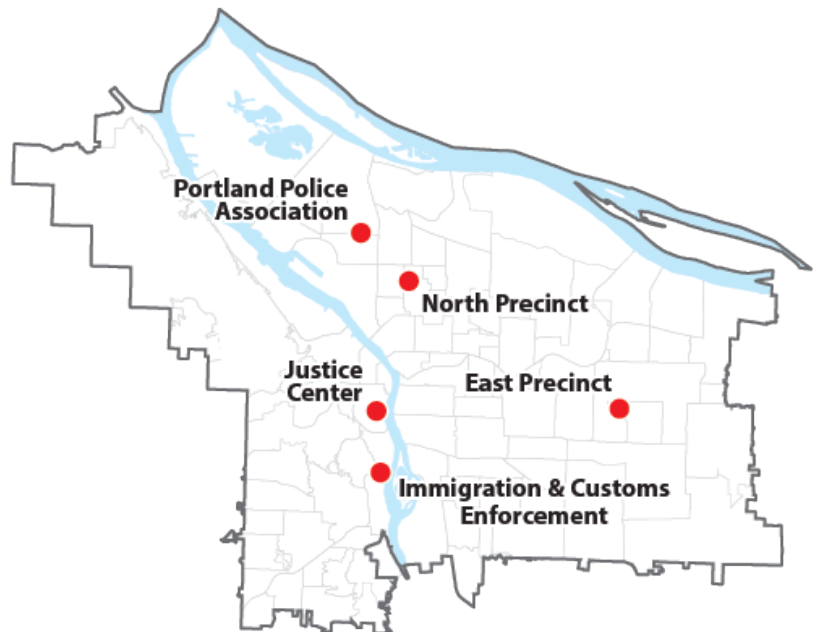 Portland Police
Association
North Precinct
Justice
Center
East Precinct
Immigration & Customs
Enforcement